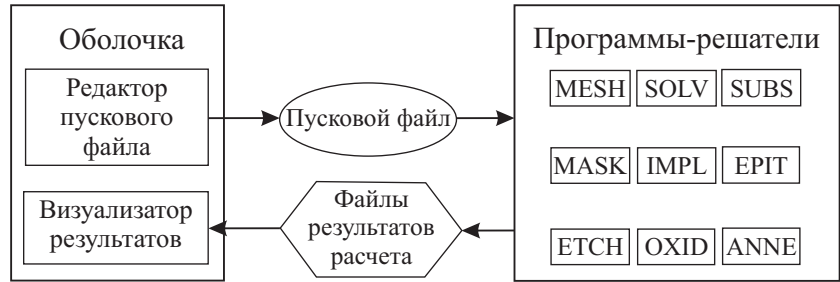 Оболочка
Редактор
пускового
файла
Визуализатор
результатов
Пусковой файл
Файлы
результатов
расчета
Программы-решатели
MESH SOLV SUBS
MASK IMPL EPIT
ETCH OXID ANNE